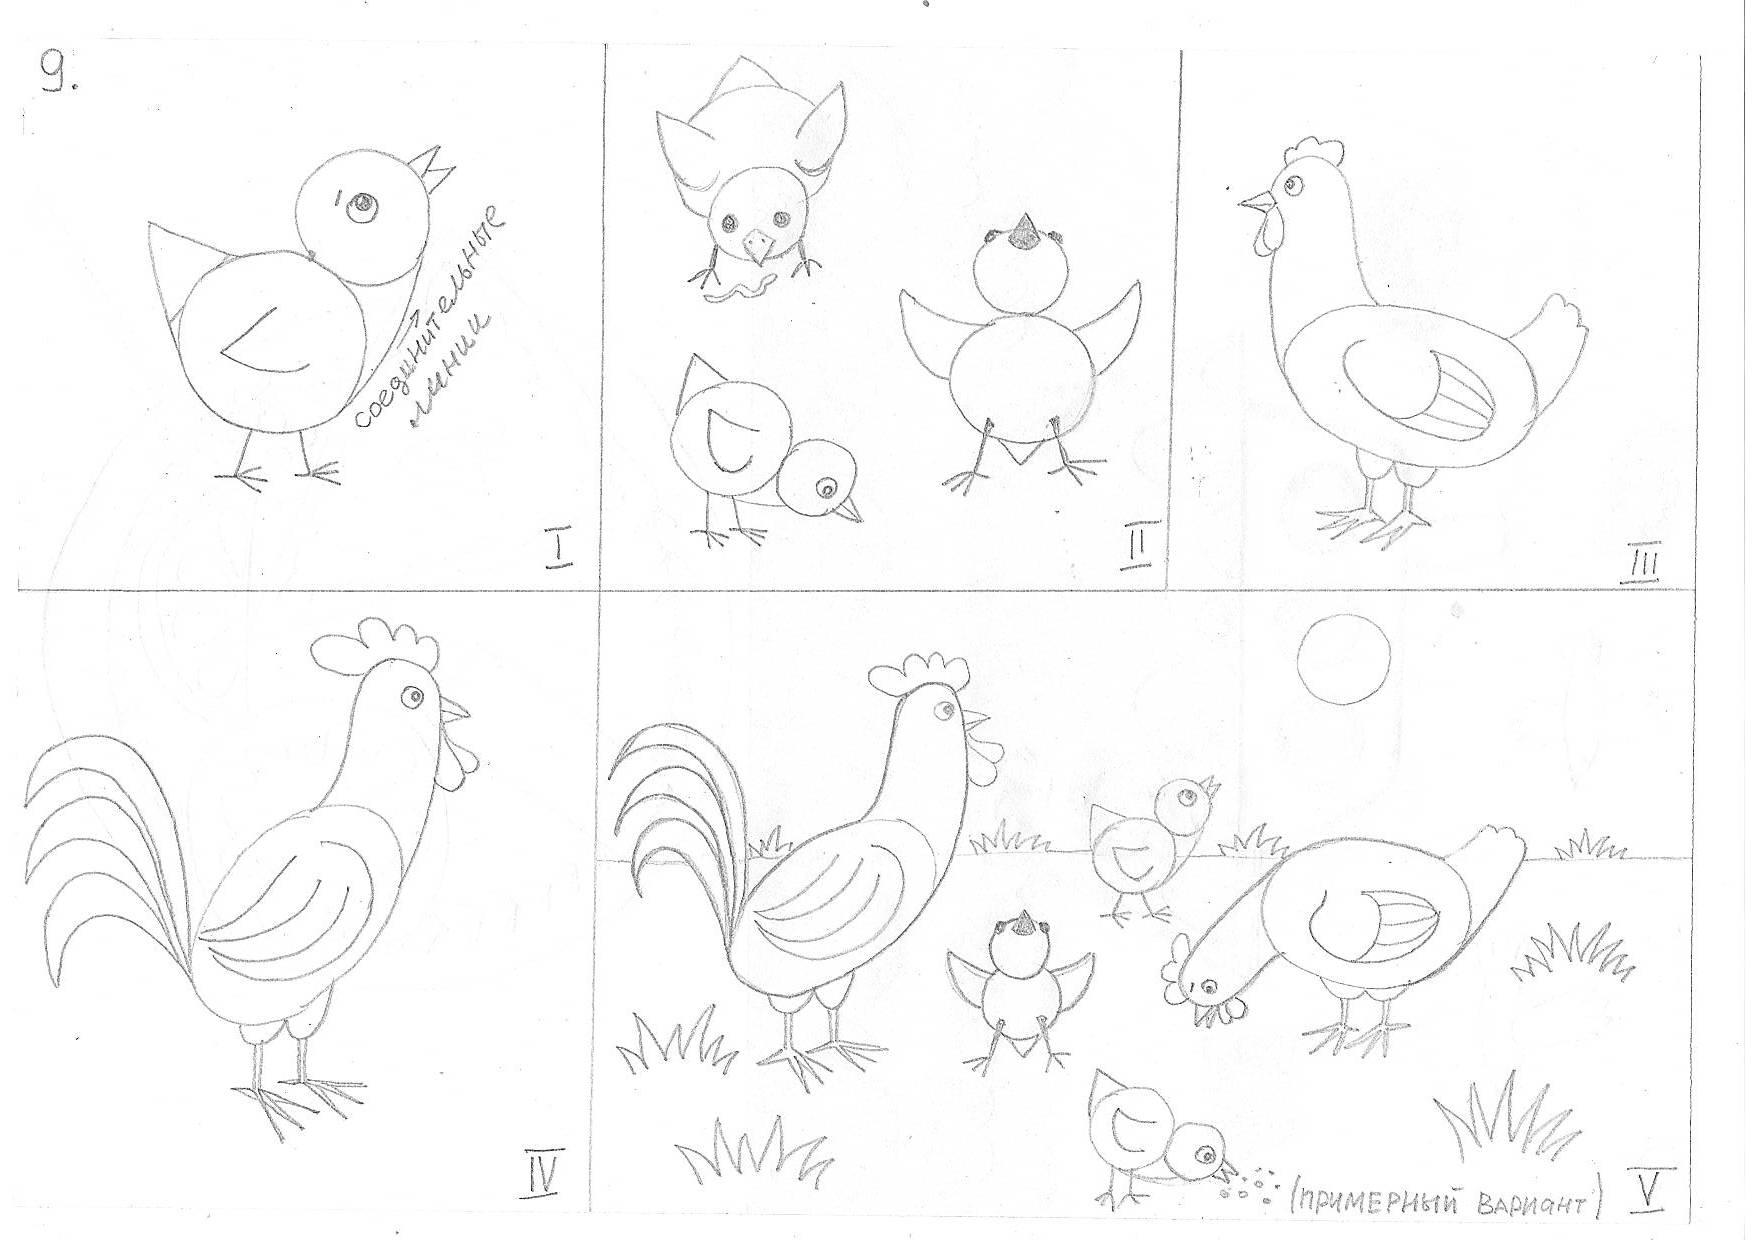 9.
соединительные
линии
I
II
III
IV
(ПРИМЕРНЫЙ ВАРИАНТ)
V